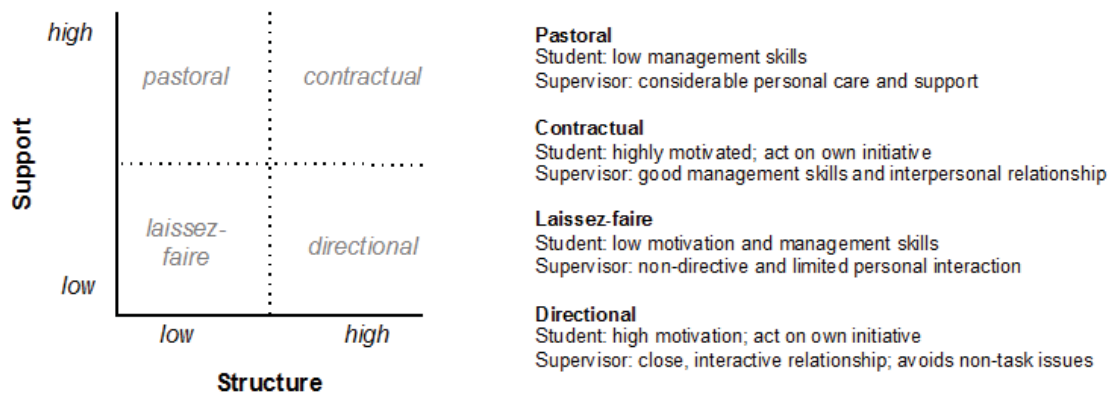 high
pastoral
contractual
Support
laissez-
faire
directional
low
low
high
Structure
Pastoral
Student: low management skills
Supervisor: considerable personal care and support
Contractual
Student: highly motivated; act on own initiative
Supervisor: good management skills and interpersonal relationship
Laissez-faire
Student: low motivation and management skills
Supervisor: non-directive and limited personal interaction
Directional
Student: high motivation; act on own initiative
Supervisor: close, interactive relationship; avoids non-task issues